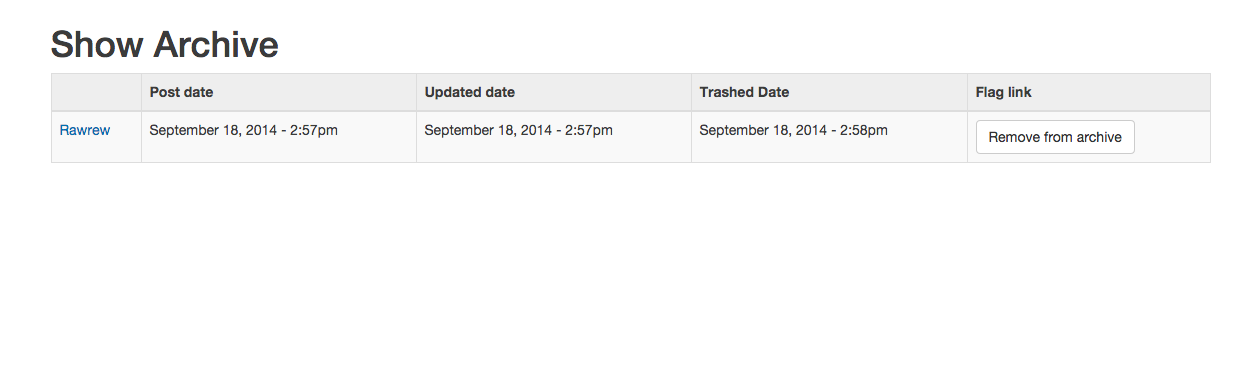 Show Archive
Post date Updated date Trashed Date Flag link
Rawrew September 18, 2014 - 2:57pm September 18, 2014 - 2:57pm September 18, 2014 - 2:58pm Remove from archive